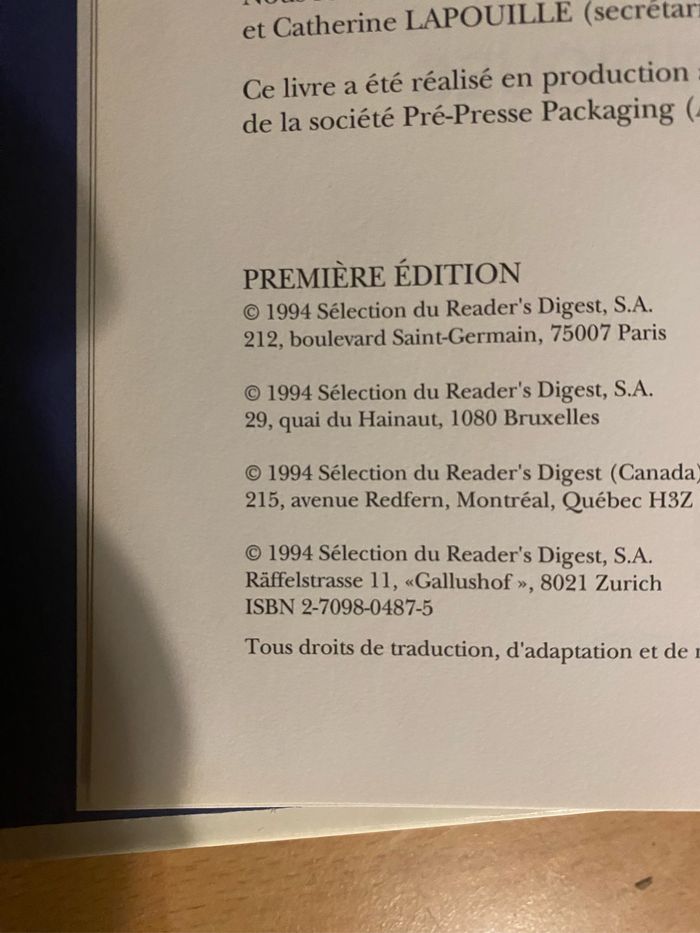 et Catherine LAPOUILLE (secrétari
Ce livre a été réalisé en production
de la société Pré-Presse Packaging (
PREMIÈRE ÉDITION
© 1994 Sélection du Reader's Digest, S.A.
212, boulevard Saint-Germain, 75007 Paris
© 1994 Sélection du Reader's Digest, S.A.
29, quai du Hainaut, 1080 Bruxelles
© 1994 Sélection du Reader's Digest (Canada)
215, avenue Redfern, Montréal, Québec H3Z
© 1994 Sélection du Reader's Digest, S.A.
Räffelstrasse 11, «Gallushof », 8021 Zurich
ISBN 2-7098-0487-5
Tous droits de traduction, d'adaptation et de